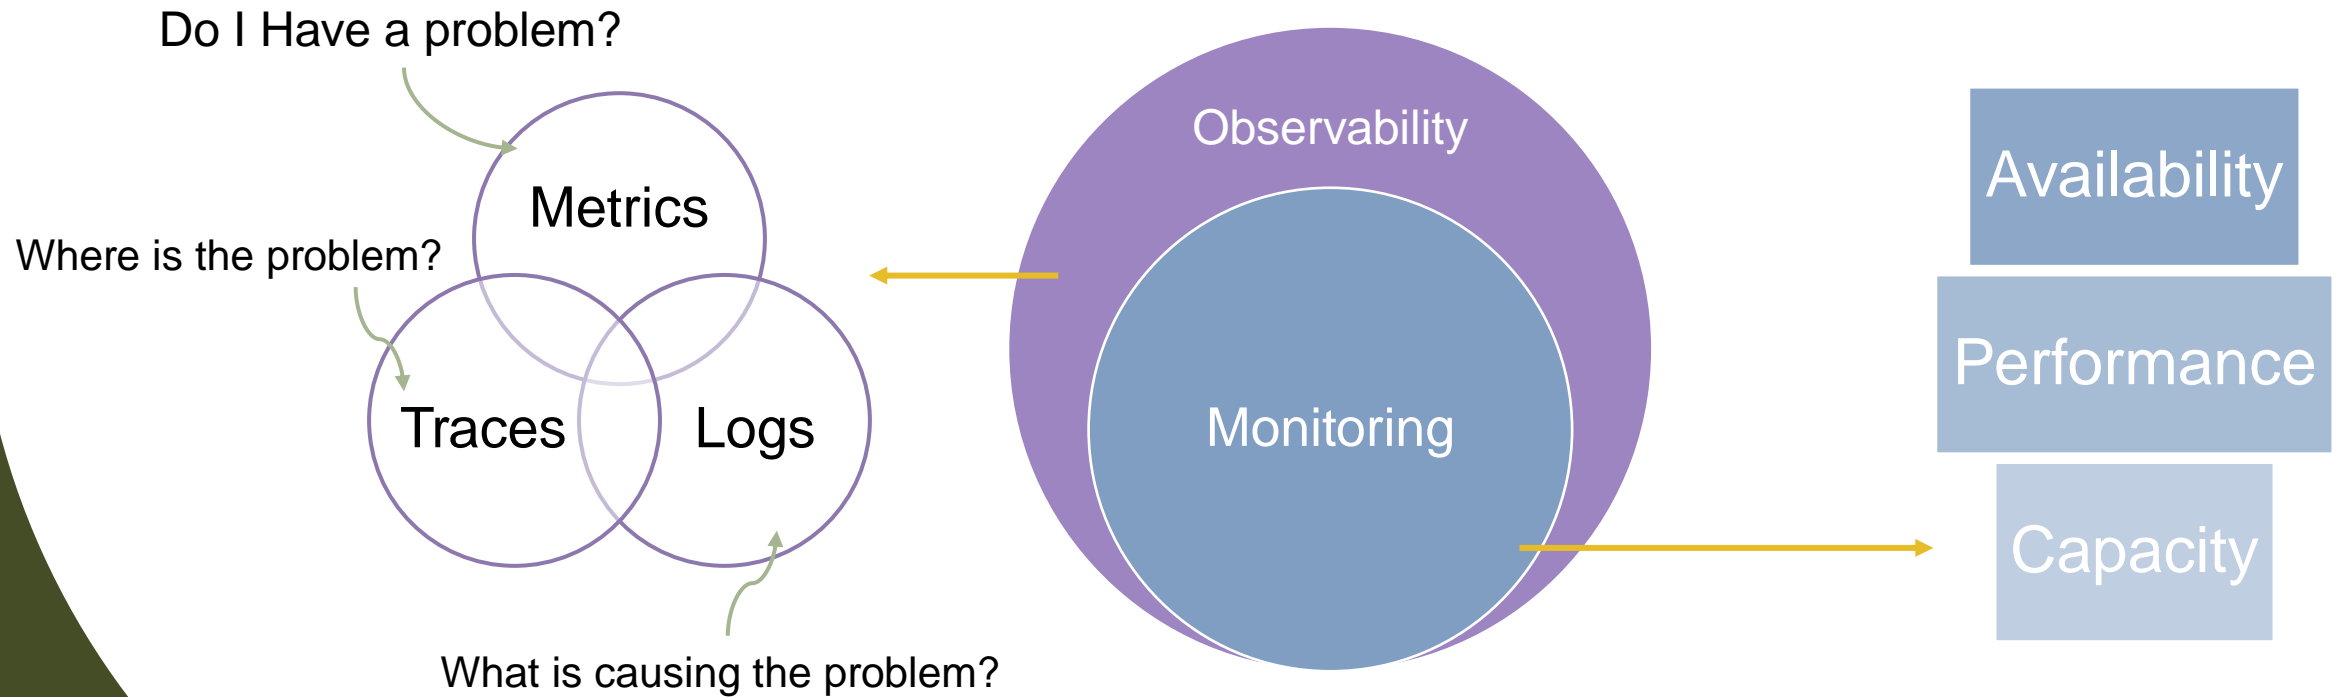 Do I Have a problem?
Metrics
Where is the problem?
Traces
Logs
What is causing the problem?
Observability
Monitoring
Availability
Performance
Capacity